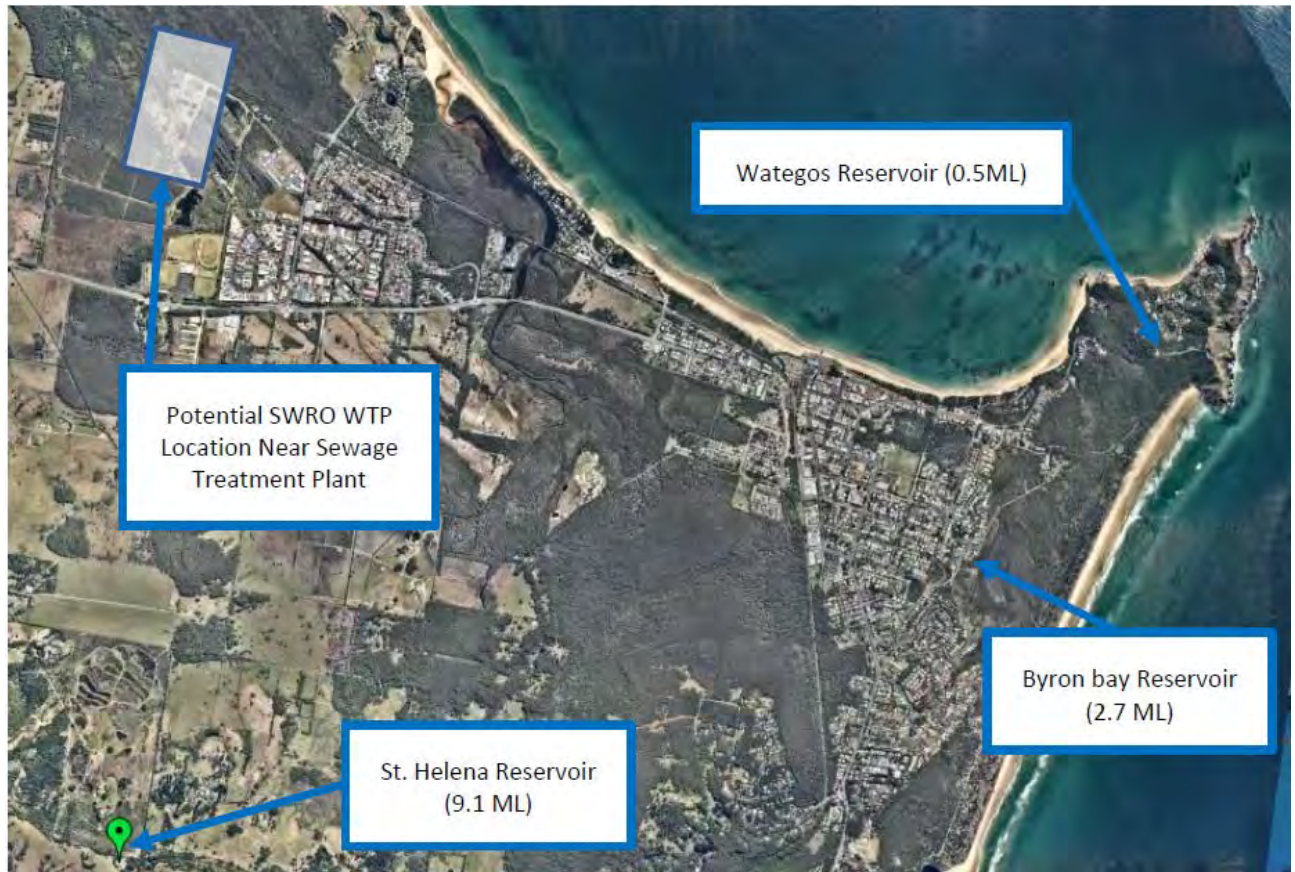 Wategos Reservoir (0.5ML)
Potential SWRO WTP
Location Near Sewage
Treatment Plant
Byron bay Reservoir
(2.7 ML)
St. Helena Reservoir
(9.1 ML)